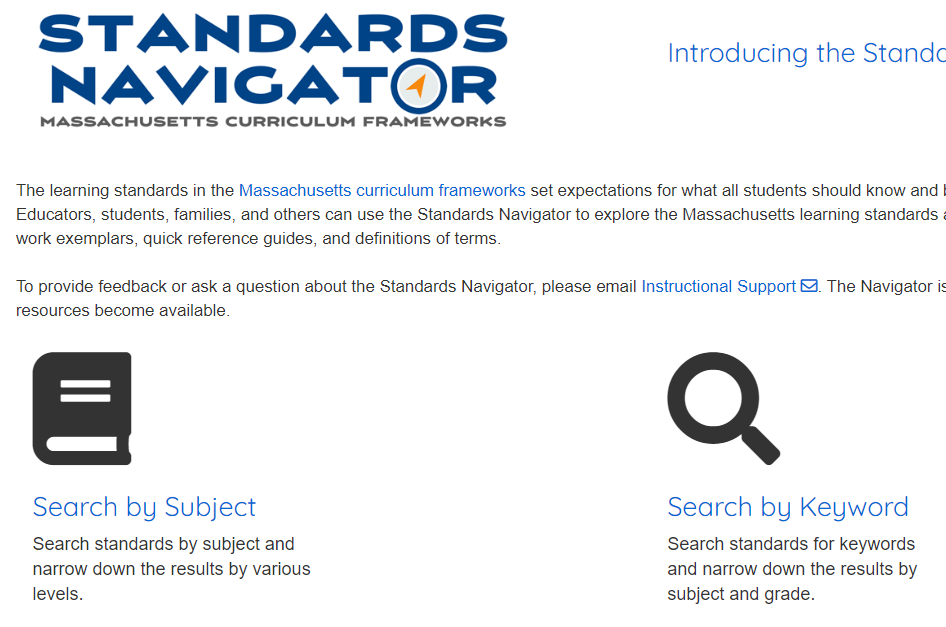 STANDARDS
NAVIGATOR
MASSACHUSETTS CURRICULUM FRAMEWORKS
Introducing the
The learning standards in the Massachusetts curriculum frameworks set expectations for what all students should know and
Educators, students, families, and others can use the Standards Navigator to explore the Massachusetts learning standards
work exemplars, quick reference guides, and definitions of terms.
To provide feedback or ask a question about the Standards Navigator, please email Instructional Support. The Navigator is
resources become available.
Search by Subject
Search standards by subject and
narrow down the results by various
levels.
Search by Keyword
Search standards for keywords
and narrow down the results by
subject and grade.